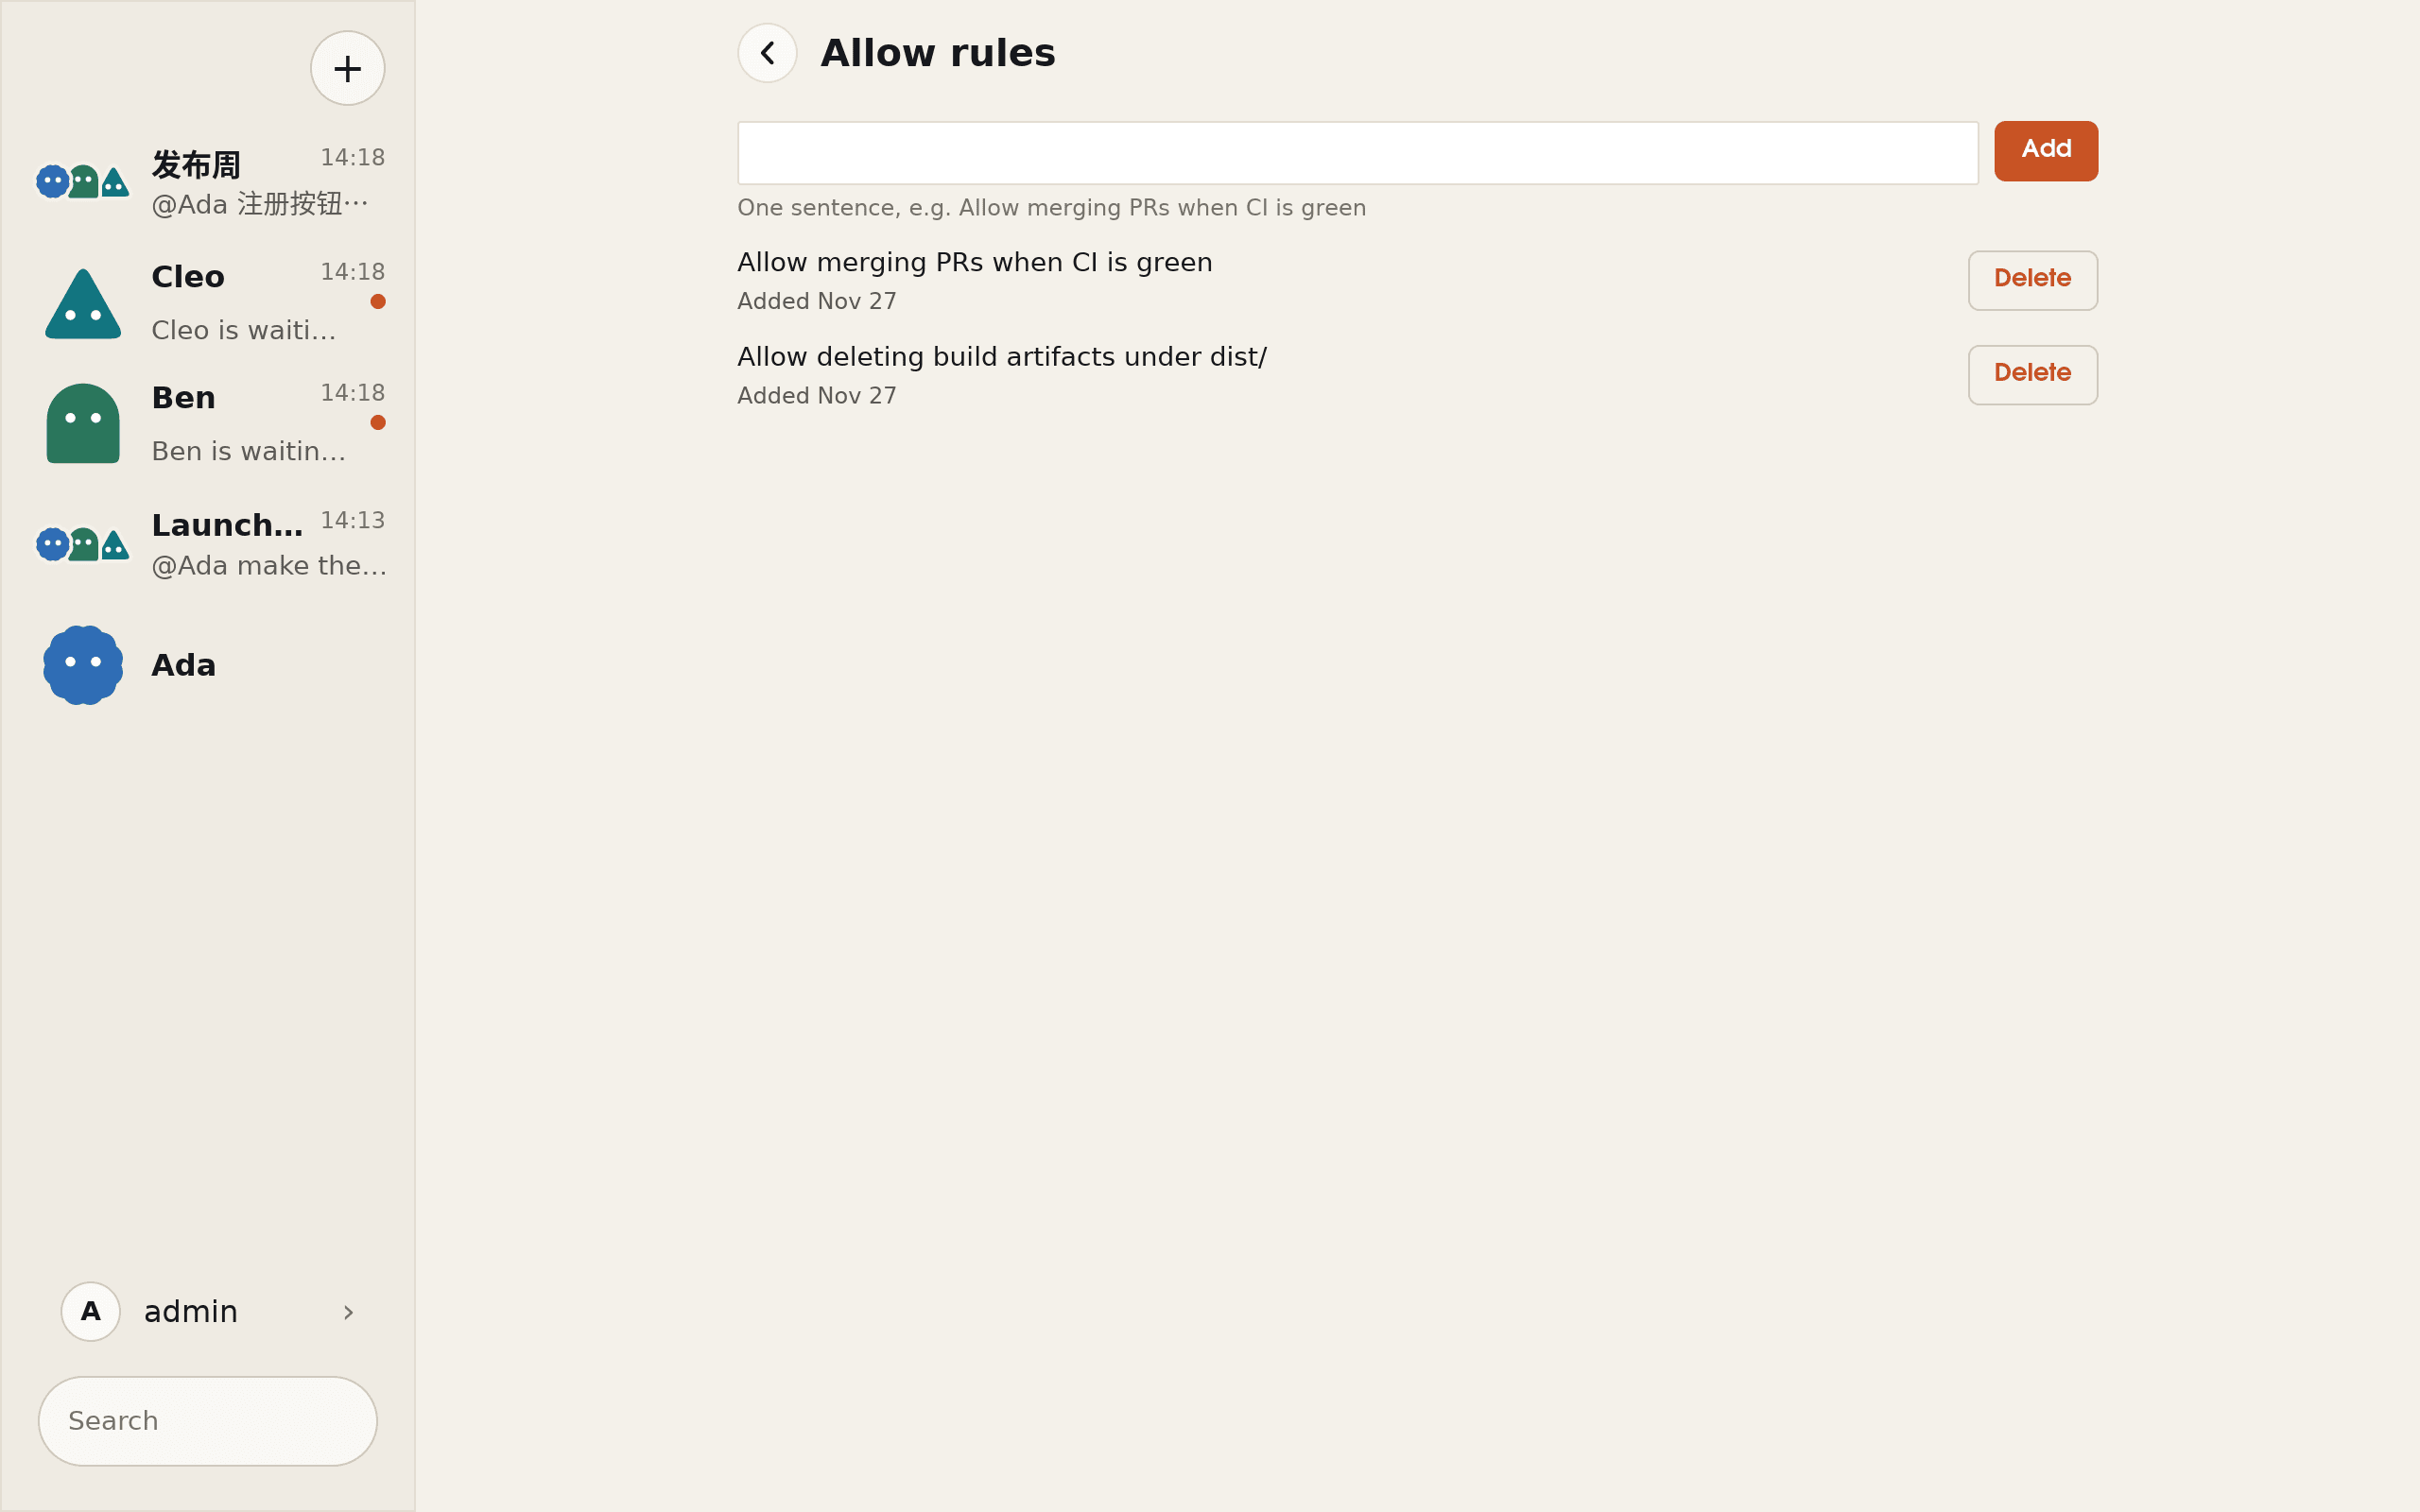 +
发布周 14:18
@Ada 注册按钮…
Cleo 14:18
Cleo is waiti…
Ben 14:18
Ben is waitin…
Launch… 14:13
@Ada make the…
Ada
A admin ›
Search
Allow rules
Add
One sentence, e.g. Allow merging PRs when CI is green
Allow merging PRs when CI is green
Added Nov 27
Delete
Allow deleting build artifacts under dist/
Added Nov 27
Delete